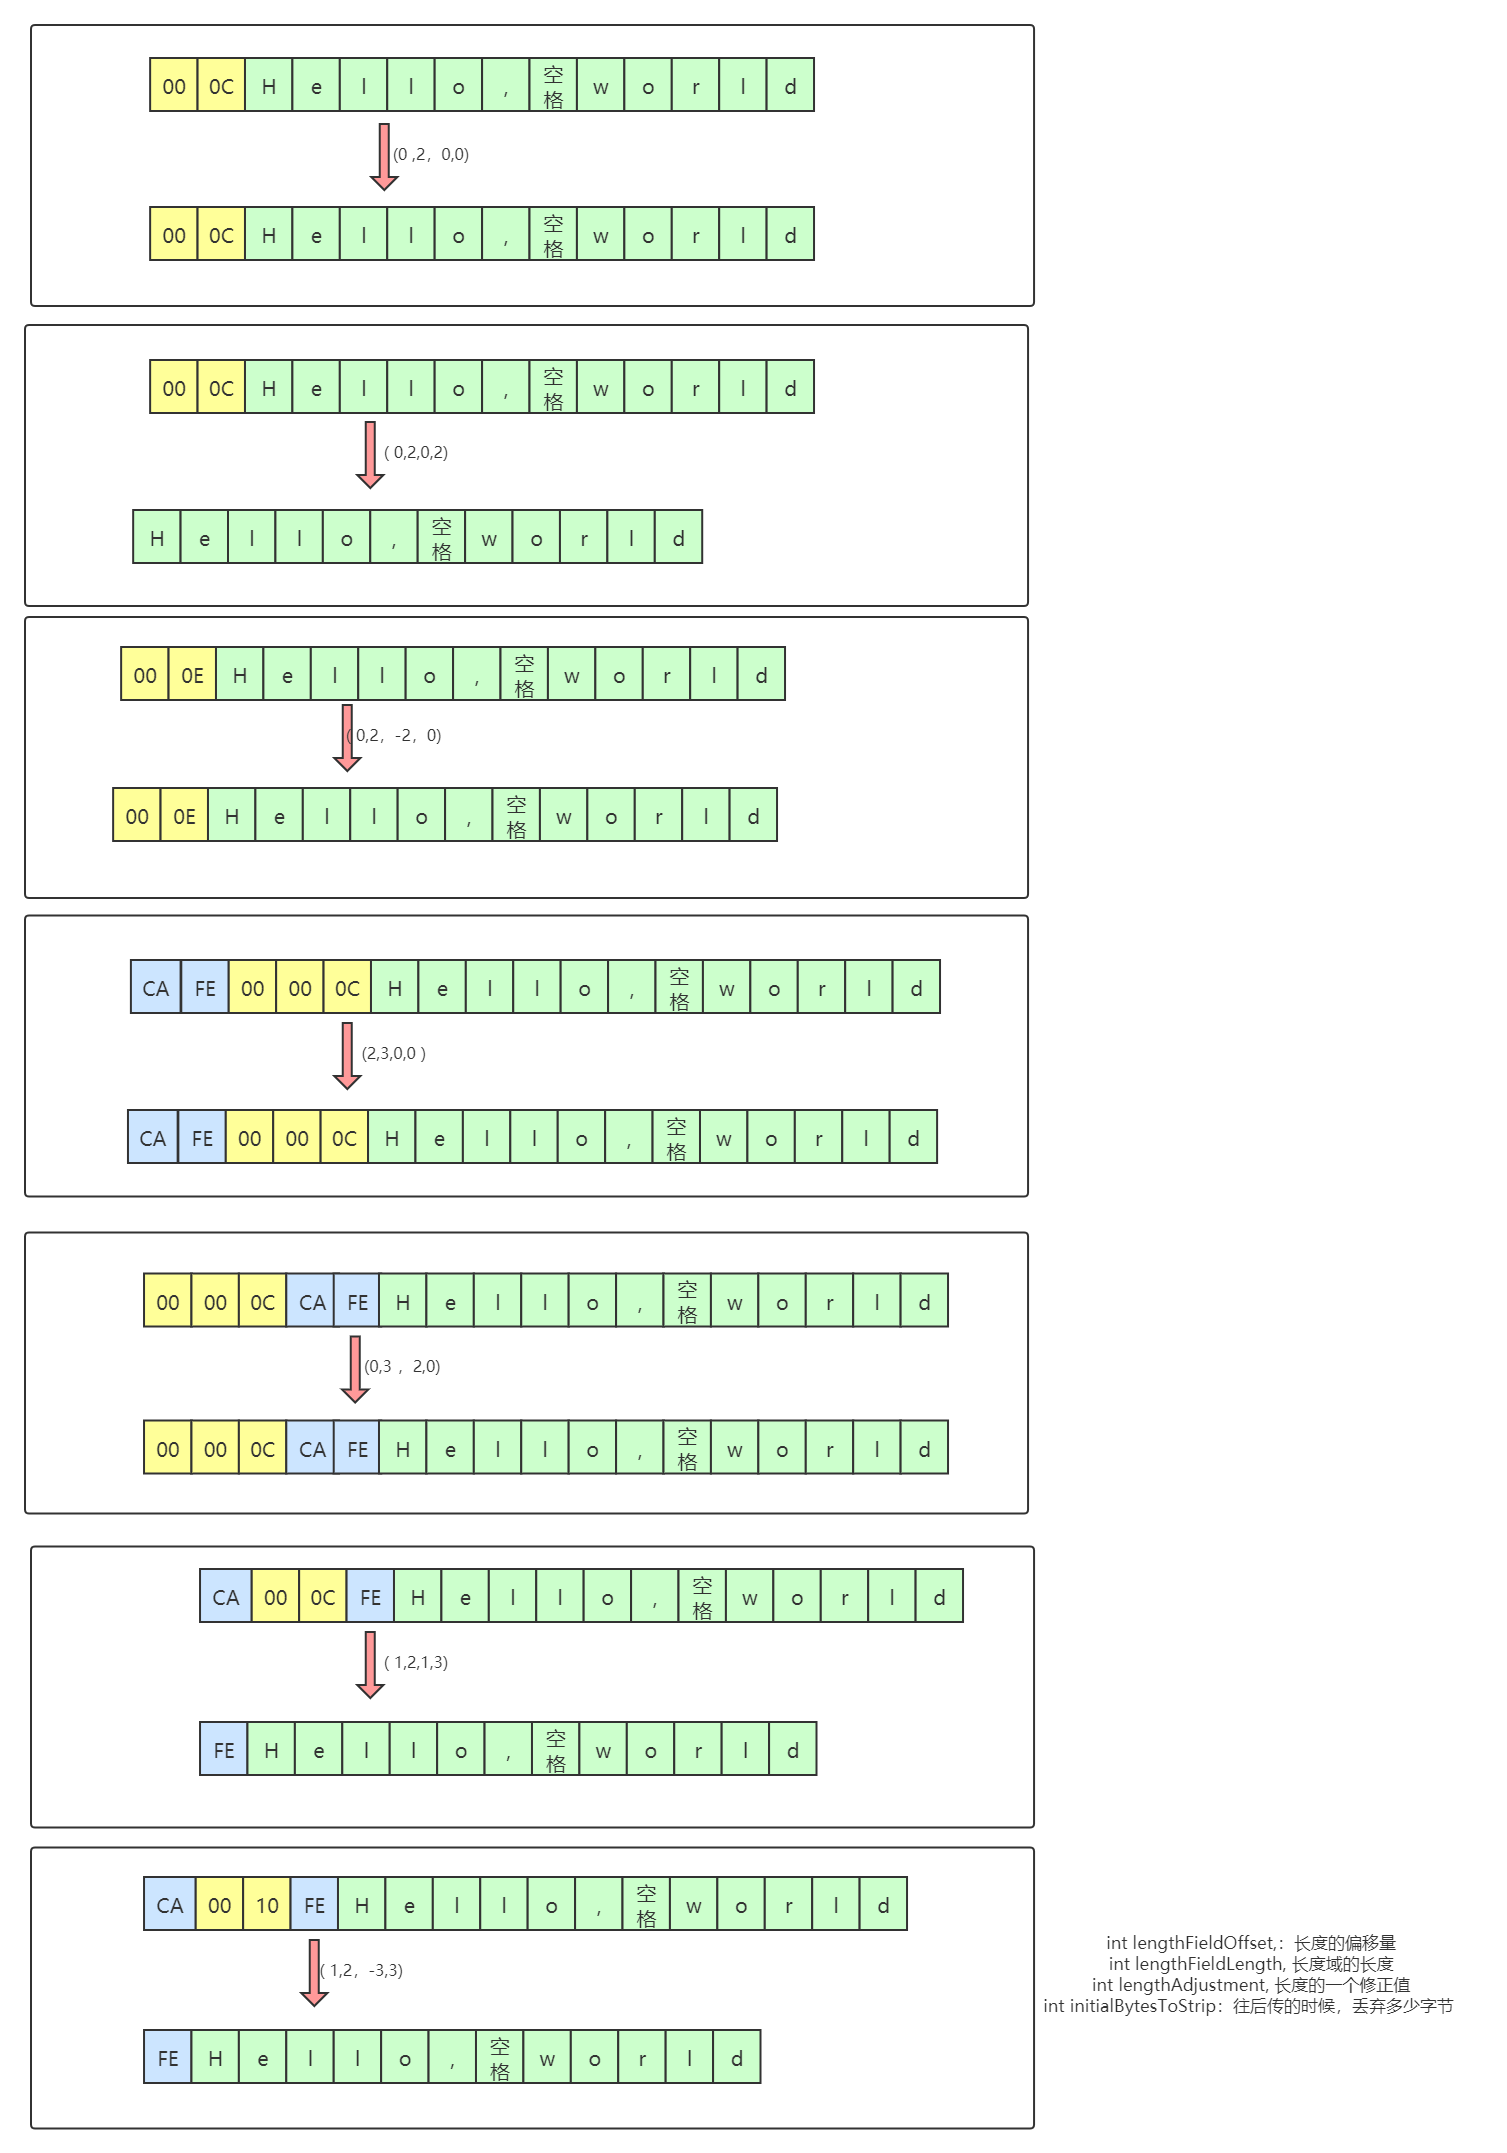 00 0C H e l l o , 空格 w o r l d
(0 ,2，0,0)
00 0C H e l l o , 空格 w o r l d
00 0C H e l l o , 空格 w o r l d
( 0,2,0,2)
H e l l o , 空格 w o r l d
00 0E H e l l o , 空格 w o r l d
( 0,2，-2，0)
00 0E H e l l o , 空格 w o r l d
CA FE 00 00 0C H e l l o , 空格 w o r l d
(2,3,0,0 )
CA FE 00 00 0C H e l l o , 空格 w o r l d
00 00 0C CA FE H e l l o , 空格 w o r l d
(0,3 ，2,0)
00 00 0C CA FE H e l l o , 空格 w o r l d
CA 00 0C FE H e l l o , 空格 w o r l d
( 1,2,1,3)
FE H e l l o , 空格 w o r l d
CA 00 10 FE H e l l o , 空格 w o r l d
( 1,2，-3,3)
FE H e l l o , 空格 w o r l d
int lengthFieldOffset,：长度的偏移量
int lengthFieldLength, 长度域的长度
int lengthAdjustment, 长度的一个修正值
int initialBytesToStrip：往后传的时候，丢弃多少字节